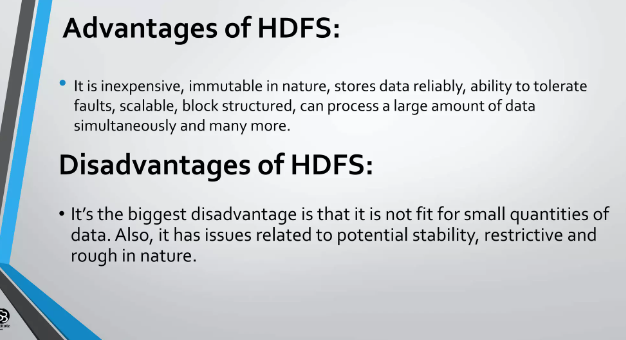 Advantages of HDFS:
• It is inexpensive, immutable in nature, stores data reliably, ability to tolerate
faults, scalable, block structured, can process a large amount of data
simultaneously and many more.
Disadvantages of HDFS:
• It’s the biggest disadvantage is that it is not fit for small quantities of
data. Also, it has issues related to potential stability, restrictive and
rough in nature.